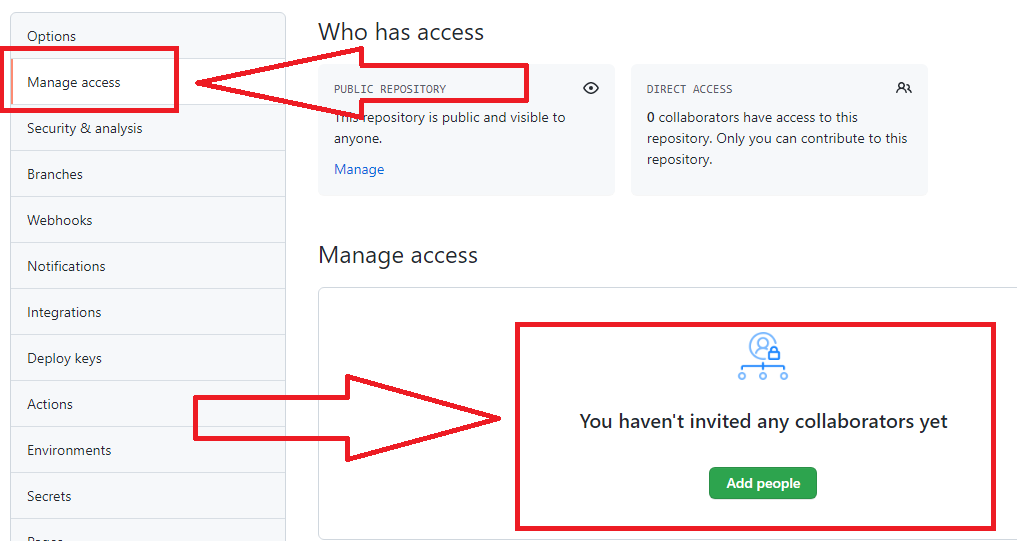 Options
Manage access
Security & analysis
Branches
Webhooks
Notifications
Integrations
Deploy keys
Actions
Environments
Secrets
Pages
Who has access
PUBLIC REPOSITORY
This repository is public and visible to
anyone.
Manage
DIRECT ACCESS
0 collaborators have access to this
repository. Only you can contribute to this
repository.
Manage access
You haven't invited any collaborators yet
Add people